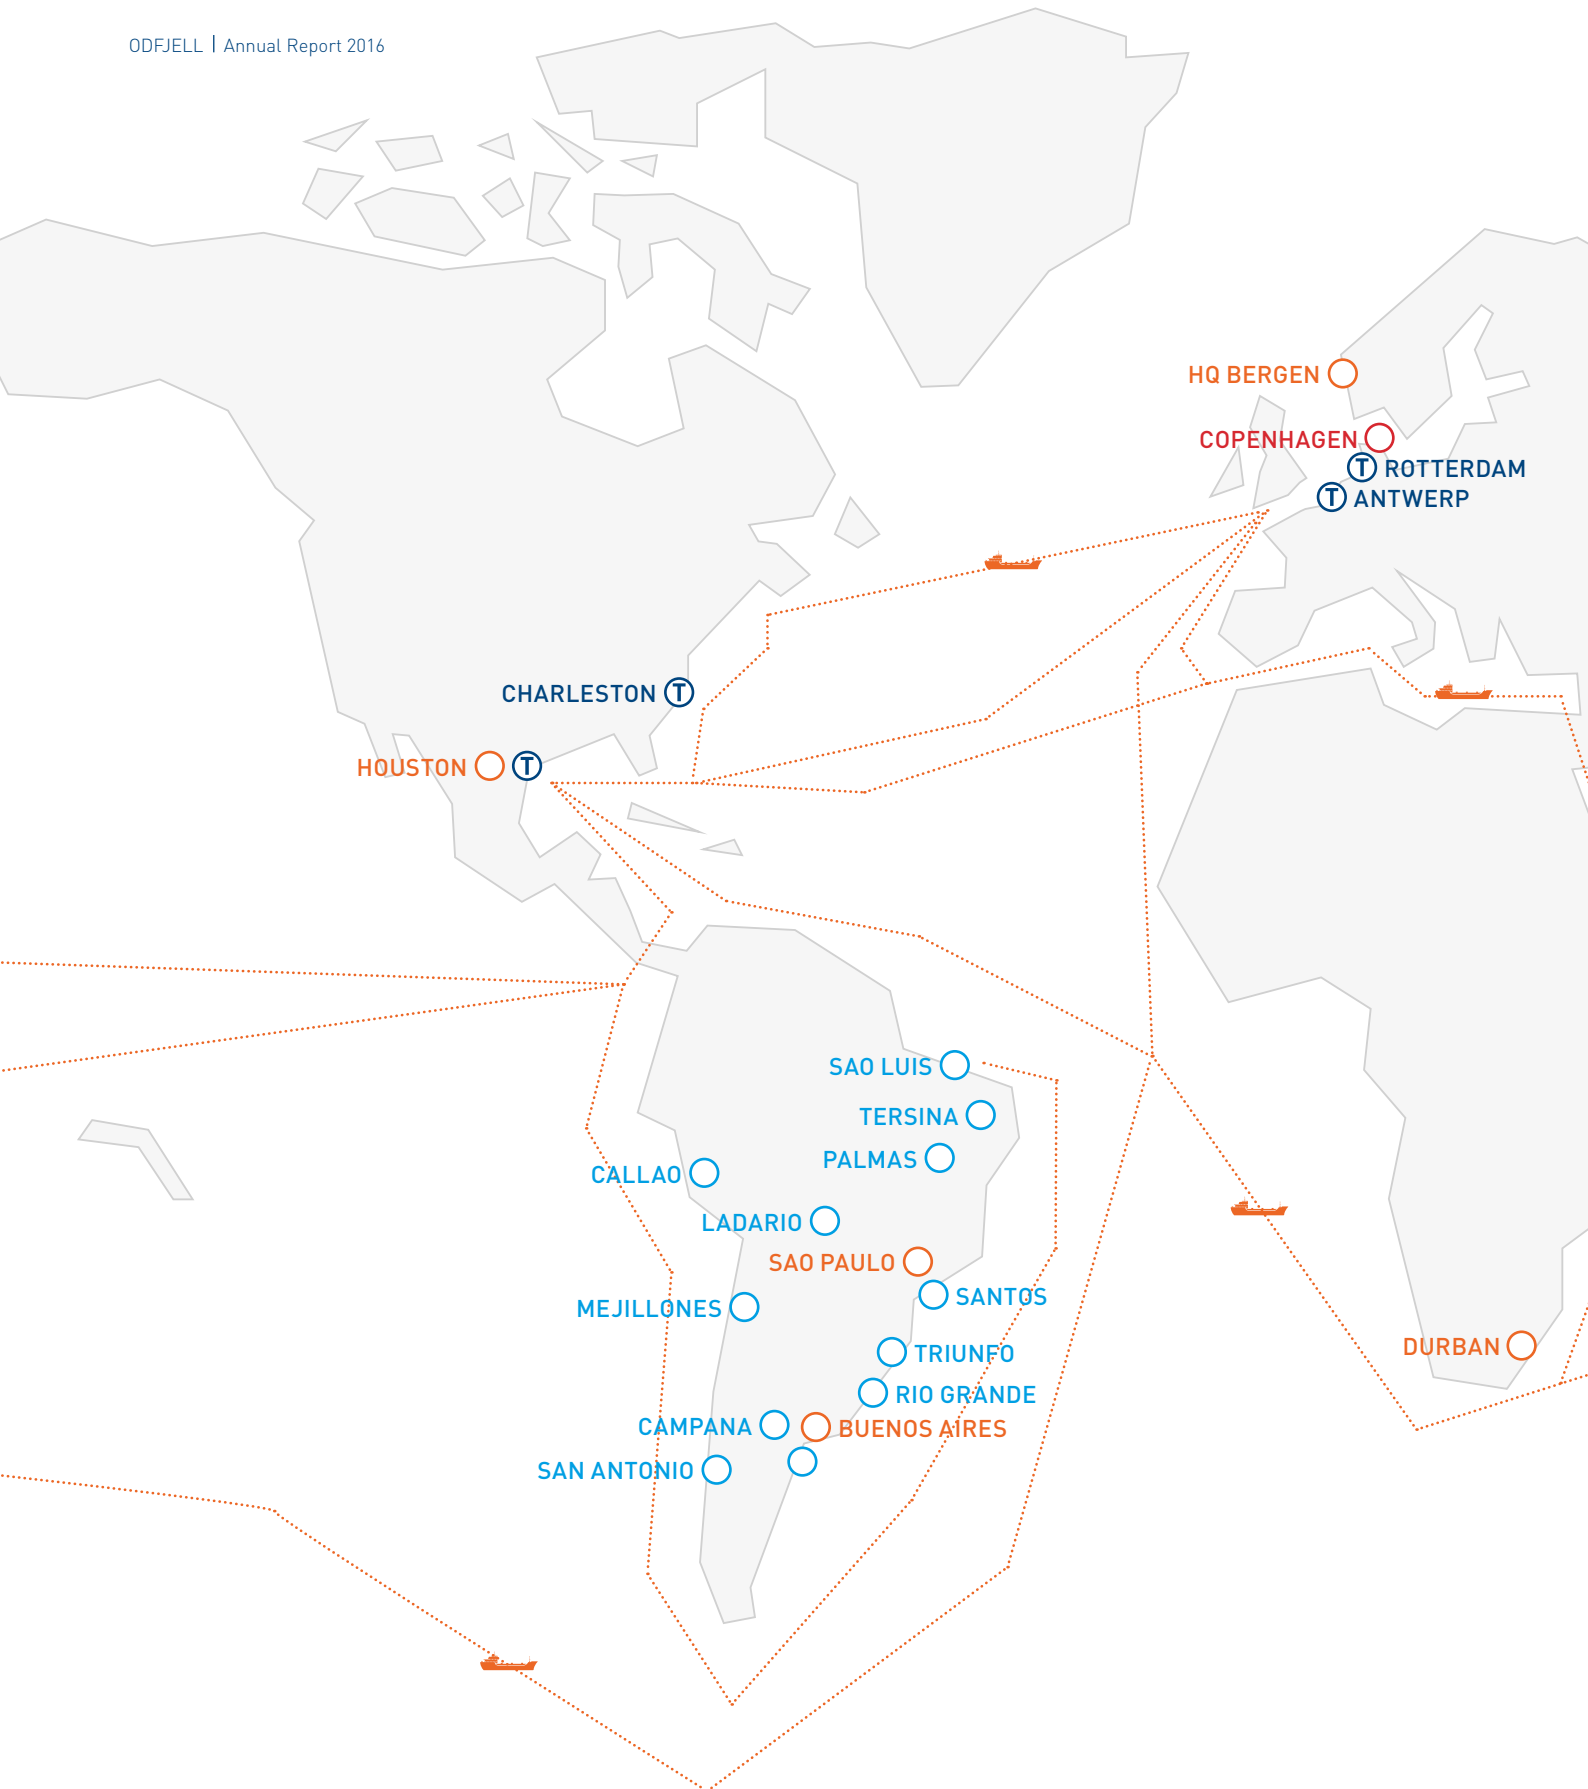 ODFJELL | Annual Report 2016
HQ BERGEN
COPENHAGEN
T ROTTERDAM
T ANTWERP
CHARLESTON T
HOUSTON T
SAO LUIS
TERSINA
PALMAS
CALLAO
LADARIO
SAO PAULO
SANTOS
MEJILLONES
TRIUNFO
DURBAN
RIO GRANDE
CAMPANA
BUENOS AIRES
SAN ANTONIO